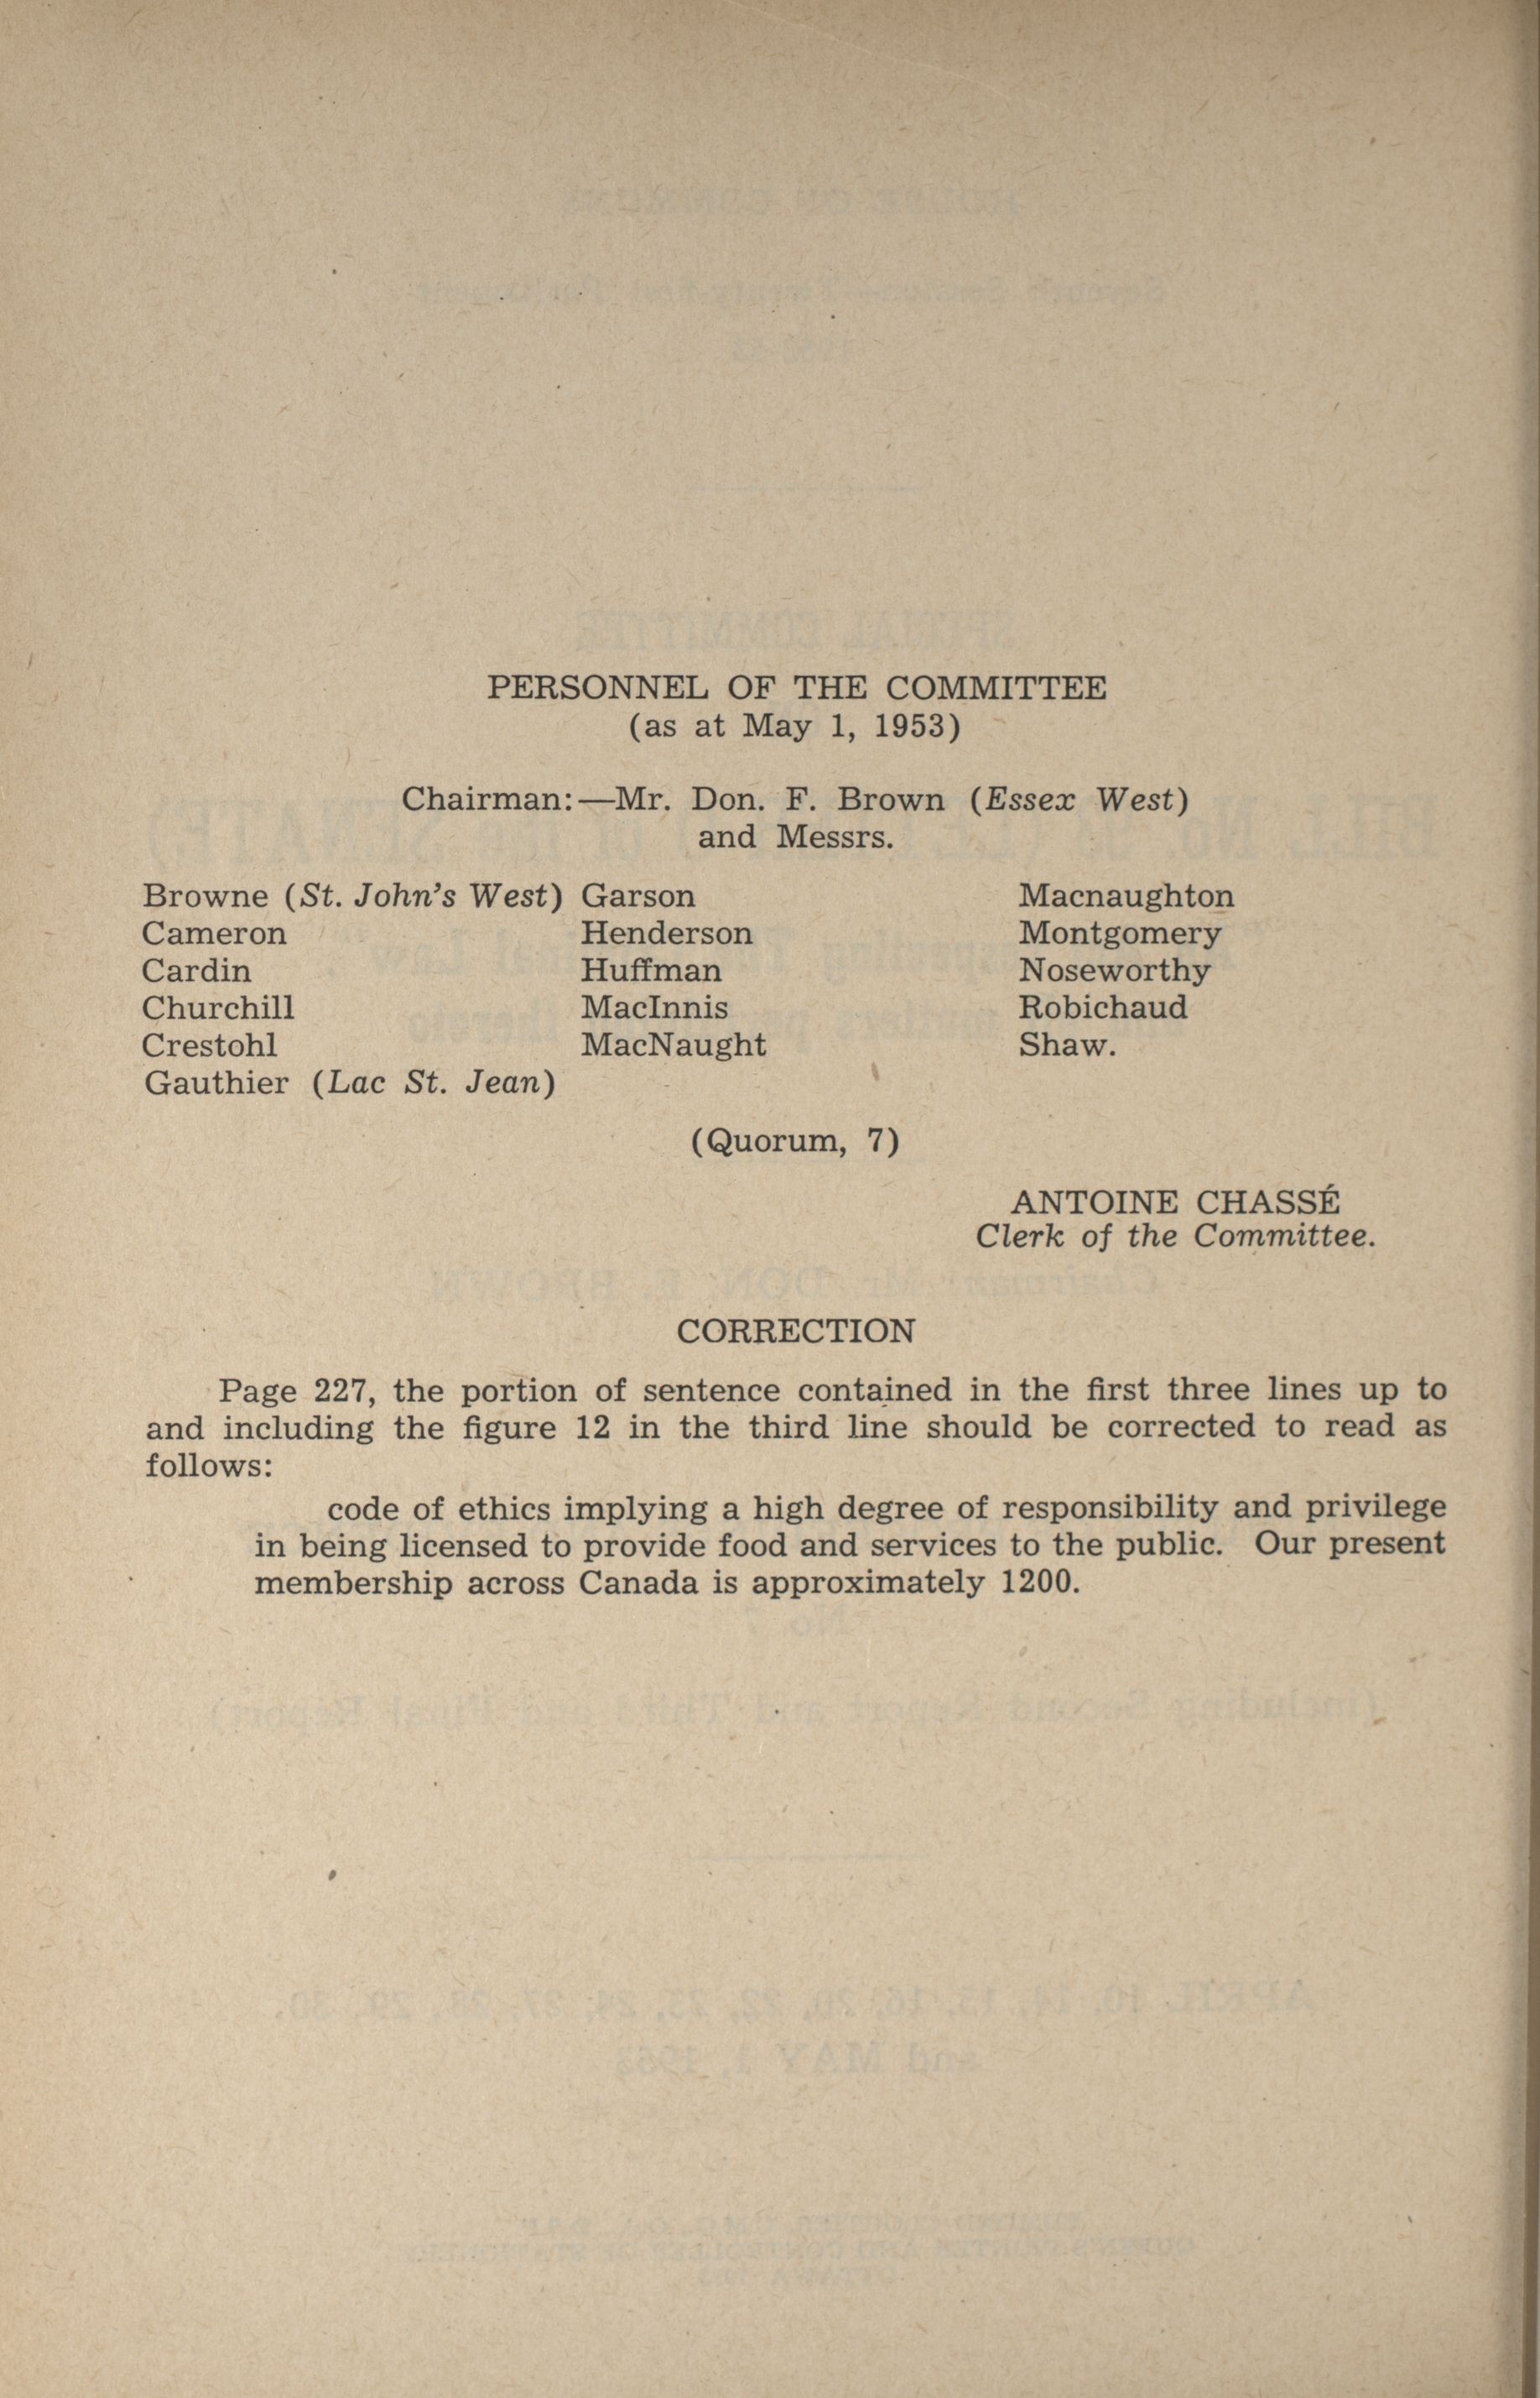 PERSONNEL OF THE COMMITTEE
(as at May 1, 1953)
Chairman:—Mr. Don. F. Brown (Essex West)
and Messrs.
Browne (St. John's West) Garson Macnaughton
Cameron Henderson Montgomery
Cardin Huffman Noseworthy
Churchill MacInnis Robichaud
Crestohl MacNaught Shaw.
Gauthier (Lac St. Jean)
(Quorum, 7)
ANTOINE CHASSÉ
Clerk of the Committee.
CORRECTION
Page 227, the portion of sentence contained in the first three lines up to
and including the figure 12 in the third line should be corrected to read as
follows:
code of ethics implying a high degree of responsibility and privilege
in being licensed to provide food and services to the public. Our present
membership across Canada is approximately 1200.